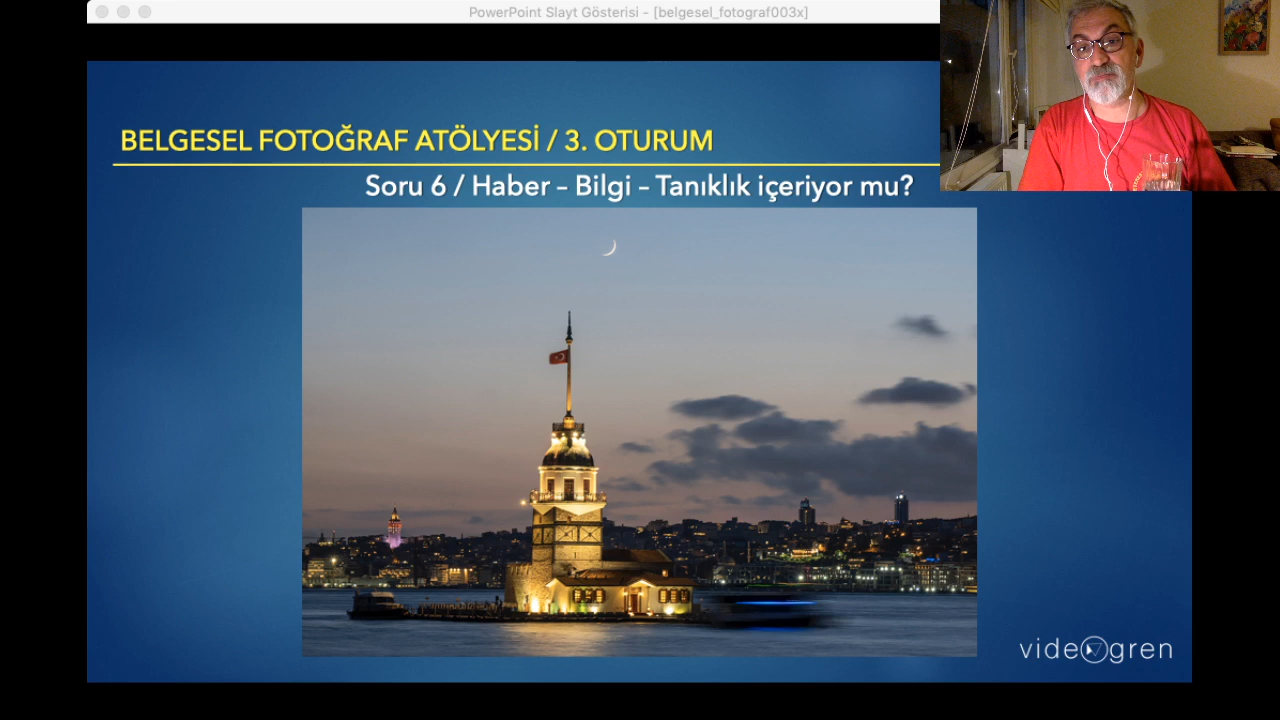 PowerPoint Slayt Gösterisi - [belgesel_fotograf003x]
BELGESEL FOTOĞRAF ATÖLYESİ / 3. OTURUM
Soru 6 / Haber – Bilgi – Tanıklık içeriyor mu?
videogren